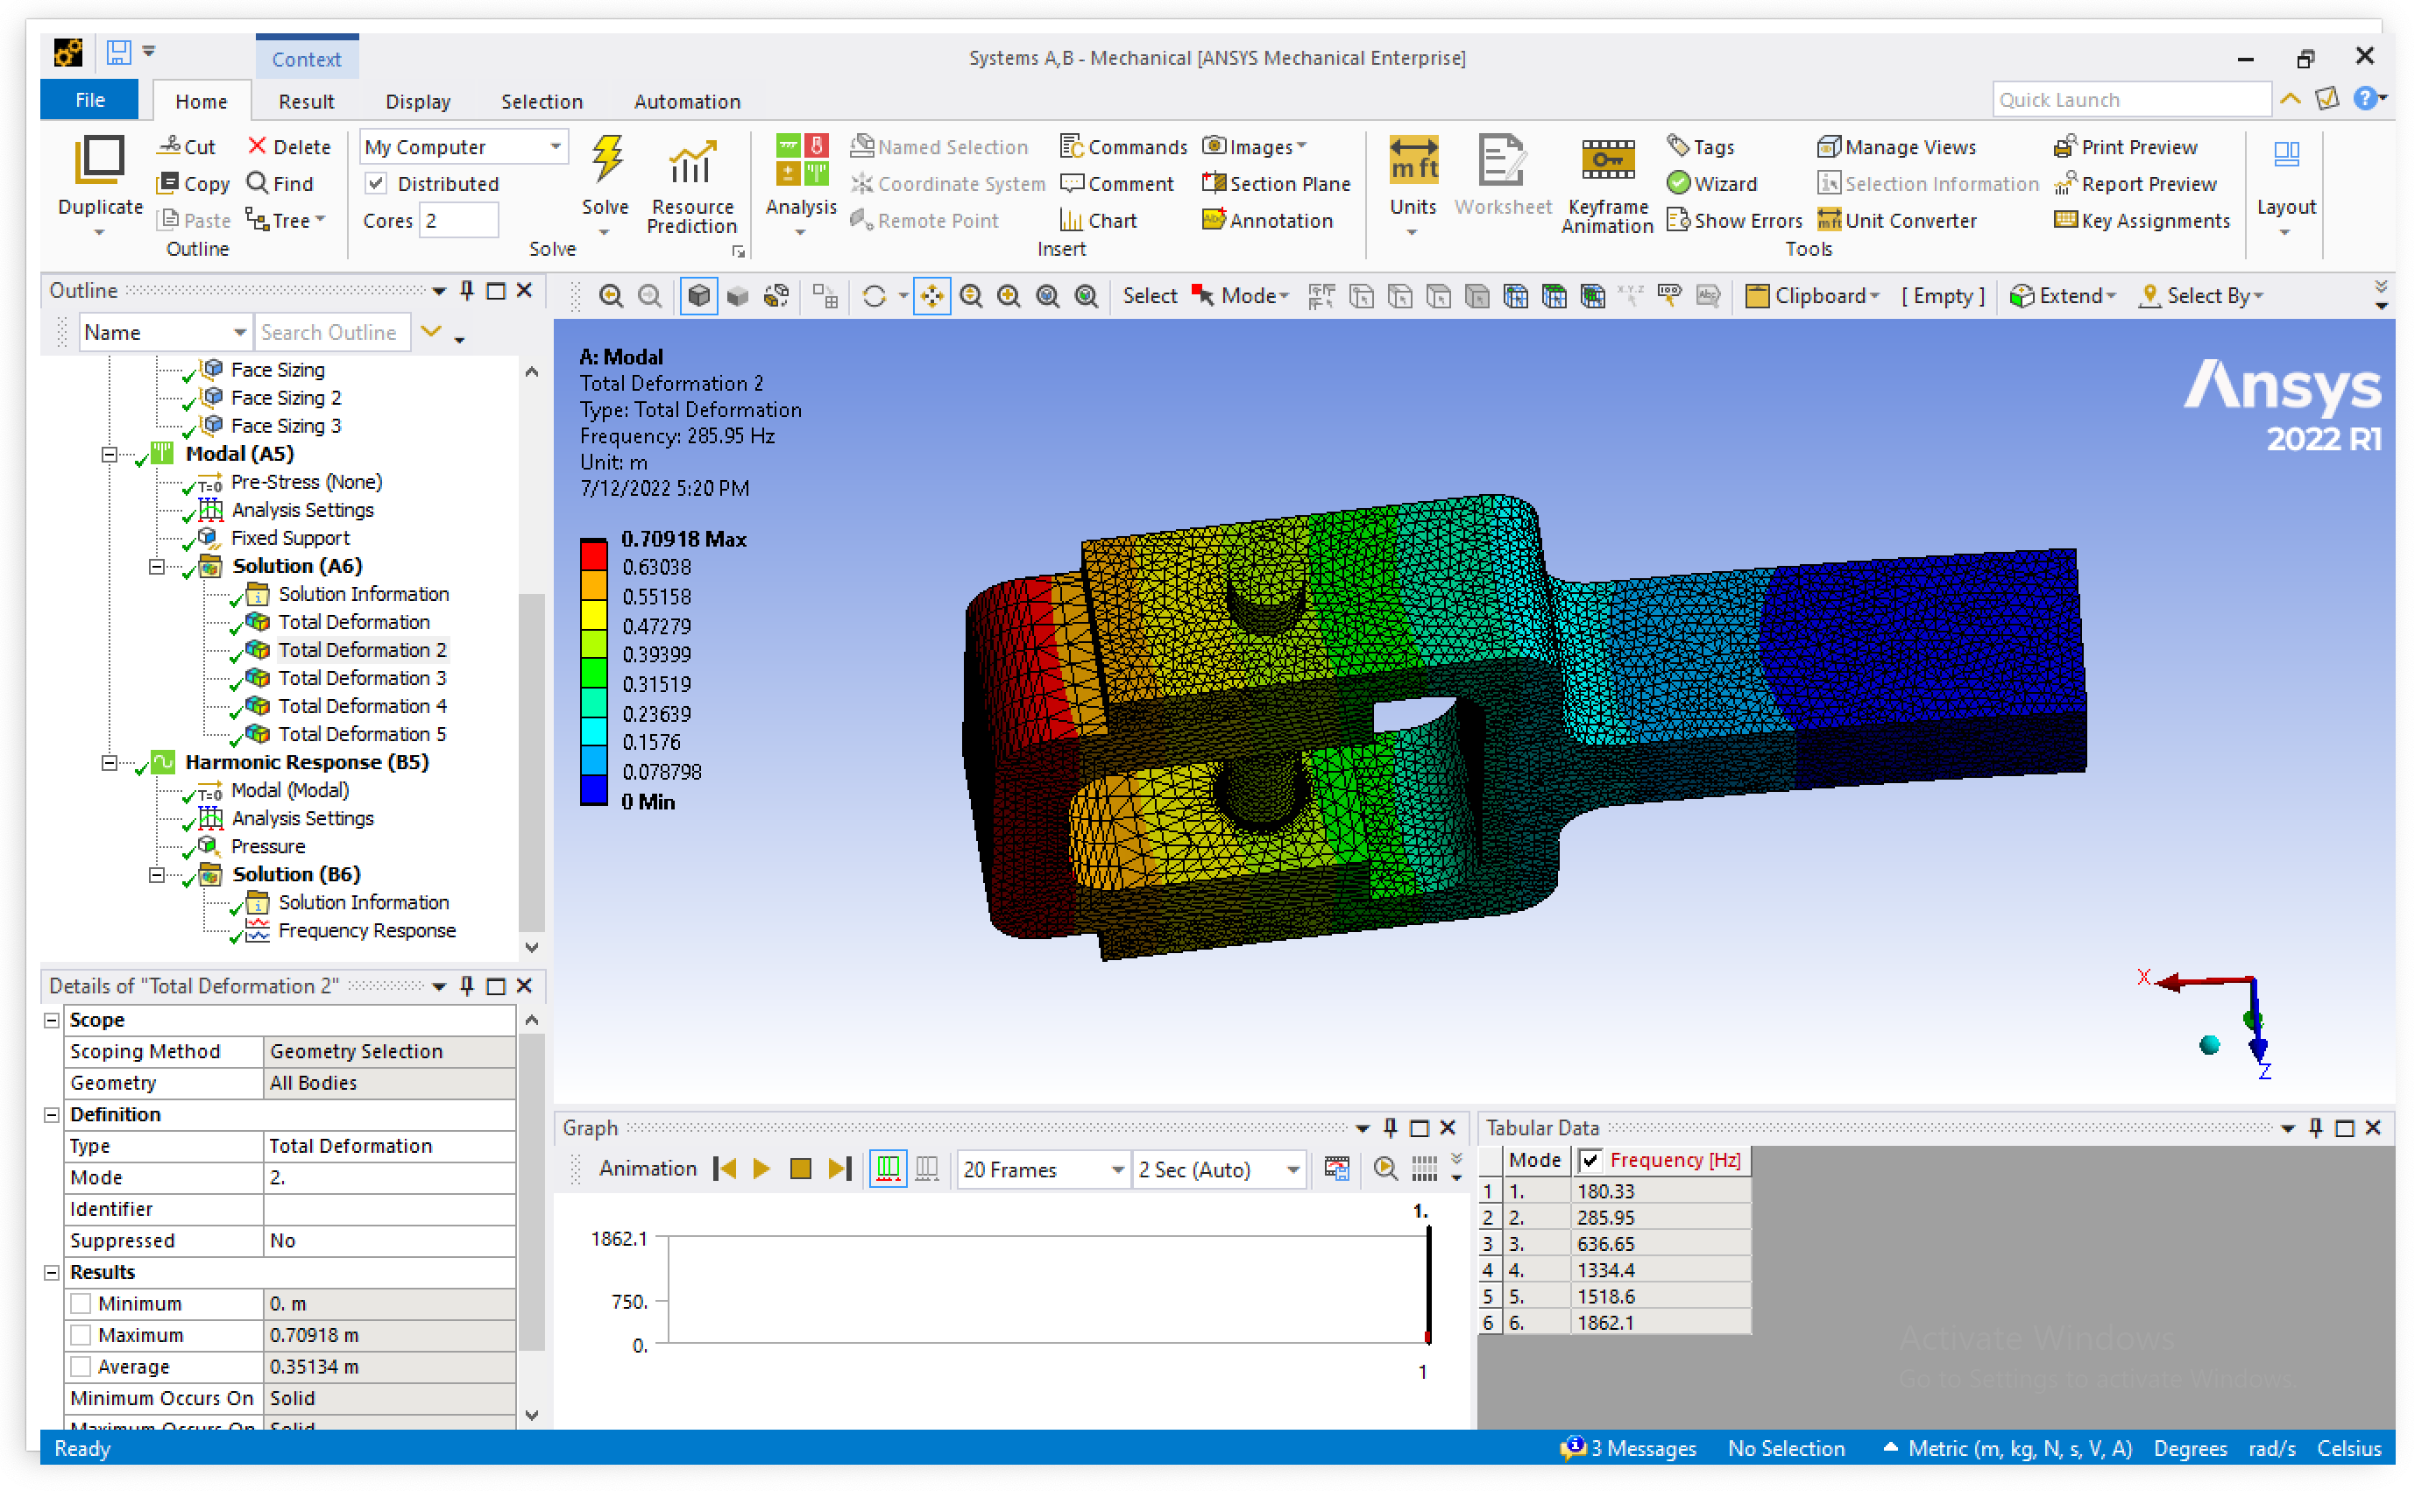 Context
Systems A,B - Mechanical [ANSYS Mechanical Enterprise]
File Home Result Display Selection Automation
Quick Launch
Duplicate
Cut
Delete
Copy
Find
Paste
Tree
Outline
My Computer
Distributed
Cores 2
Solve
Resource Prediction
Solve
Analysis
Named Selection
Coordinate System
Remote Point
Commands
Comment
Chart
Images
Section Plane
Annotation
Insert
m ft
Units
Worksheet
Keyframe Animation
Tags
Wizard
Show Errors
Manage Views
Selection Information
Unit Converter
Print Preview
Report Preview
Key Assignments
Tools
Layout
Outline
Name
Search Outline
Select
Mode
Clipboard
[ Empty ]
Extend
Select By
Face Sizing
Face Sizing 2
Face Sizing 3
Modal (A5)
Pre-Stress (None)
Analysis Settings
Fixed Support
Solution (A6)
Solution Information
Total Deformation
Total Deformation 2
Total Deformation 3
Total Deformation 4
Total Deformation 5
Harmonic Response (B5)
Modal (Modal)
Analysis Settings
Pressure
Solution (B6)
Solution Information
Frequency Response
A: Modal
Total Deformation 2
Type: Total Deformation
Frequency: 285.95 Hz
Unit: m
7/12/2022 5:20 PM
0.70918 Max
0.63038
0.55158
0.47279
0.39399
0.31519
0.23639
0.1576
0.078798
0 Min
Ansys
2022 R1
X
Z
Details of "Total Deformation 2"
Scope
Scoping Method Geometry Selection
Geometry All Bodies
Definition
Type Total Deformation
Mode 2.
Identifier
Suppressed No
Results
Minimum 0. m
Maximum 0.70918 m
Average 0.35134 m
Minimum Occurs On Solid
Maximum Occurs On Solid
Graph
Animation
20 Frames
2 Sec (Auto)
1.
1862.1
750.
0.
1
Tabular Data
Mode Frequency [Hz]
1 1. 180.33
2 2. 285.95
3 3. 636.65
4 4. 1334.4
5 5. 1518.6
6 6. 1862.1
Activate Windows
Go to Settings to activate Windows.
Ready
3 Messages
No Selection
Metric (m, kg, N, s, V, A)
Degrees
rad/s
Celsius